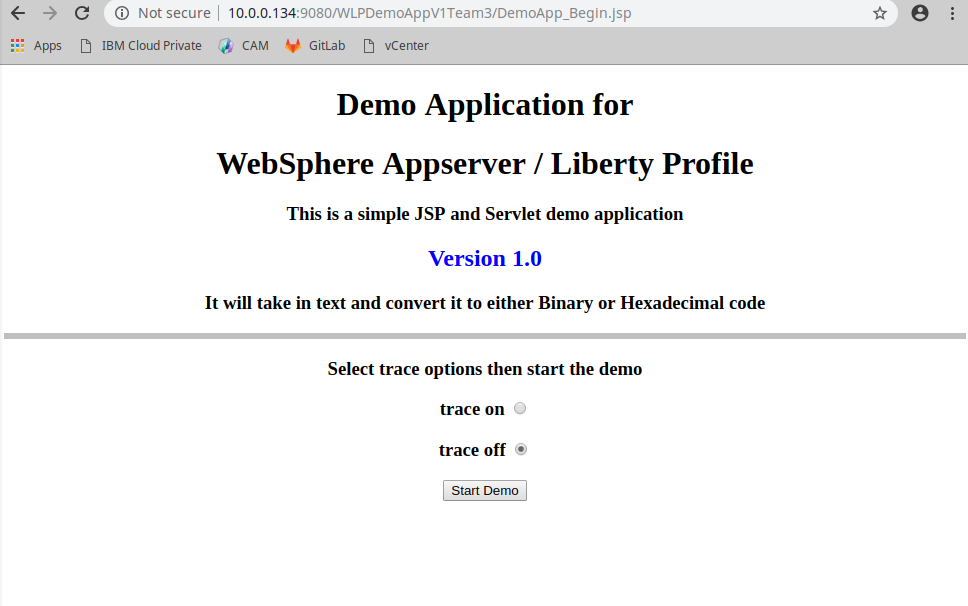 Not secure | 10.0.0.134:9080/WLPDemoAppV1Team3/DemoApp_Begin.jsp
Apps IBM Cloud Private CAM GitLab vCenter
Demo Application for
WebSphere Appserver / Liberty Profile
This is a simple JSP and Servlet demo application
Version 1.0
It will take in text and convert it to either Binary or Hexadecimal code
Select trace options then start the demo
trace on
trace off
Start Demo